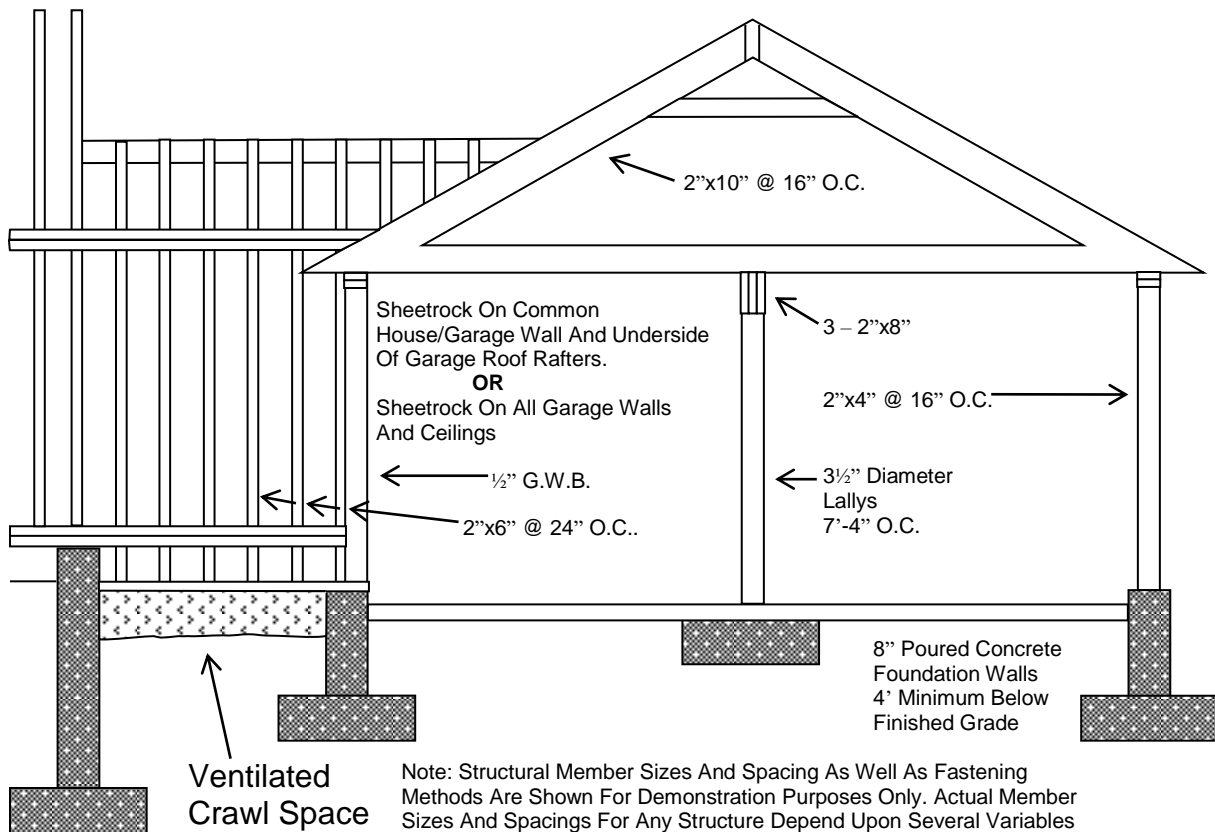 2”x10” @ 16” O.C.
Sheetrock On Common
House/Garage Wall And Underside
Of Garage Roof Rafters.
OR
Sheetrock On All Garage Walls
And Ceilings
3 – 2”x8”
2”x4” @ 16” O.C.
½” G.W.B.
2”x6” @ 24” O.C..
3½” Diameter
Lallys
7’-4” O.C.
8” Poured Concrete
Foundation Walls
4’ Minimum Below
Finished Grade
Ventilated
Crawl Space
Note: Structural Member Sizes And Spacing As Well As Fastening
Methods Are Shown For Demonstration Purposes Only. Actual Member
Sizes And Spacings For Any Structure Depend Upon Several Variables